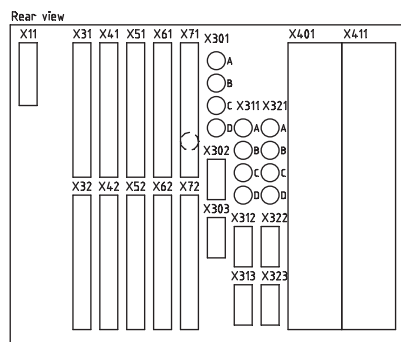 Rear view
X11 X31 X41 X51 X61 X71 X301 X401 X411
A
B
C X311 X321
D A A
X302 B B
C C
X32 X42 X52 X62 X72 D D
X303 X312 X322
X313 X323